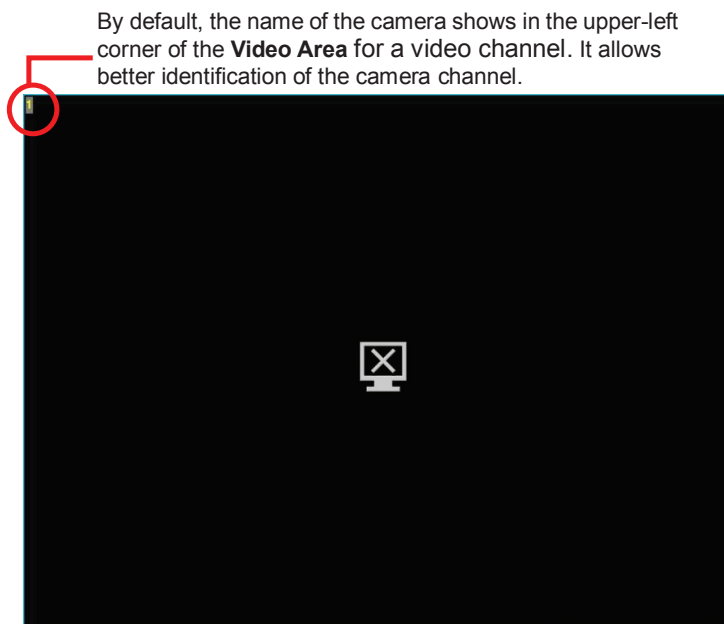 By default, the name of the camera shows in the upper-left
corner of the Video Area for a video channel. It allows
better identification of the camera channel.
1